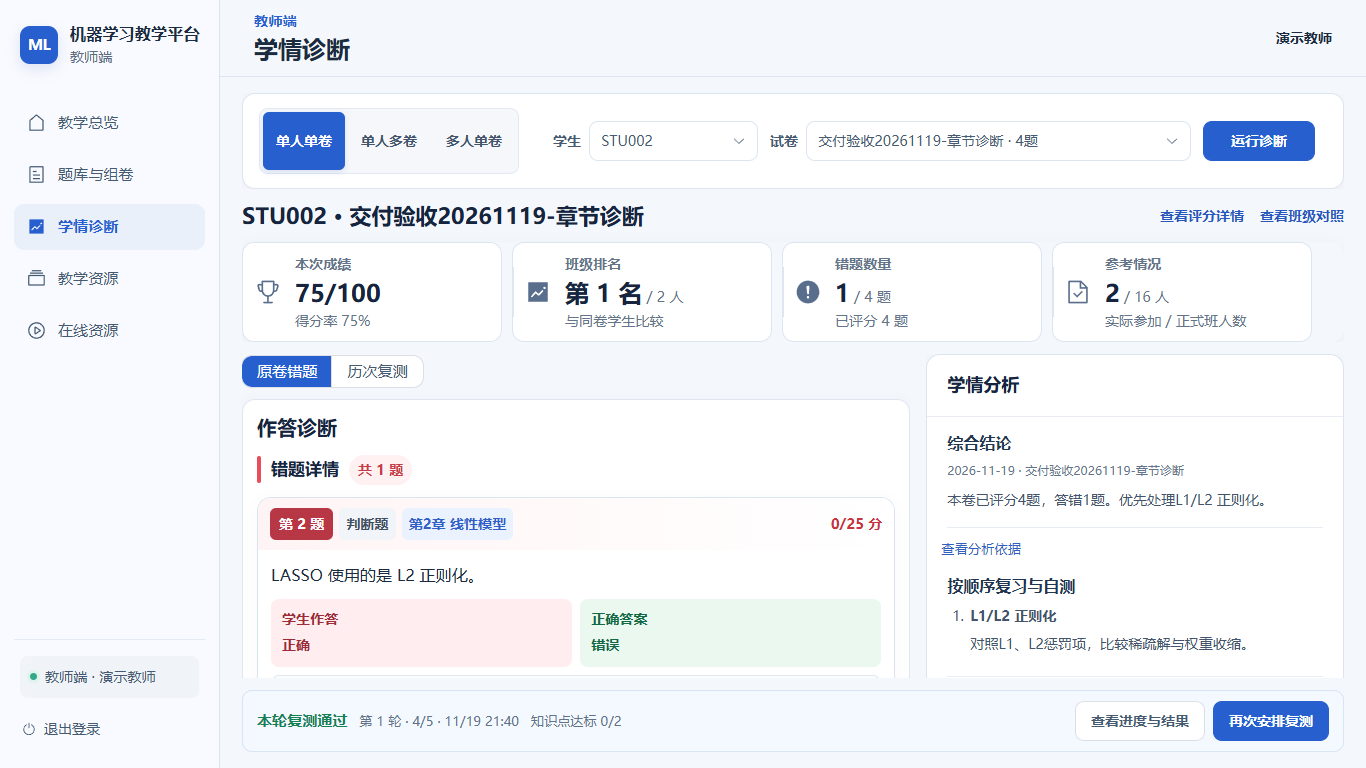 ML
机器学习教学平台
教师端
教学总览
题库与组卷
学情诊断
教学资源
在线资源
教师端 · 演示教师
退出登录
教师端
学情诊断
演示教师
单人单卷
单人多卷
多人单卷
学生
STU002
试卷
交付验收20261119-章节诊断 · 4题
运行诊断
STU002 • 交付验收20261119-章节诊断
查看评分详情
查看班级对照
本次成绩
75/100
得分率 75%
班级排名
第 1 名 / 2 人
与同卷学生比较
错题数量
1 / 4 题
已评分 4 题
参考情况
2 / 16 人
实际参加 / 正式班人数
原卷错题
历次复测
作答诊断
错题详情
共 1 题
第 2 题
判断题
第2章 线性模型
0/25 分
LASSO 使用的是 L2 正则化。
学生作答
正确
正确答案
错误
学情分析
综合结论
2026-11-19 · 交付验收20261119-章节诊断
本卷已评分4题，答错1题。优先处理L1/L2 正则化。
查看分析依据
按顺序复习与自测
1. L1/L2 正则化
对照L1、L2惩罚项，比较稀疏解与权重收缩。
本轮复测通过
第 1 轮 · 4/5 · 11/19 21:40
知识点达标 0/2
查看进度与结果
再次安排复测